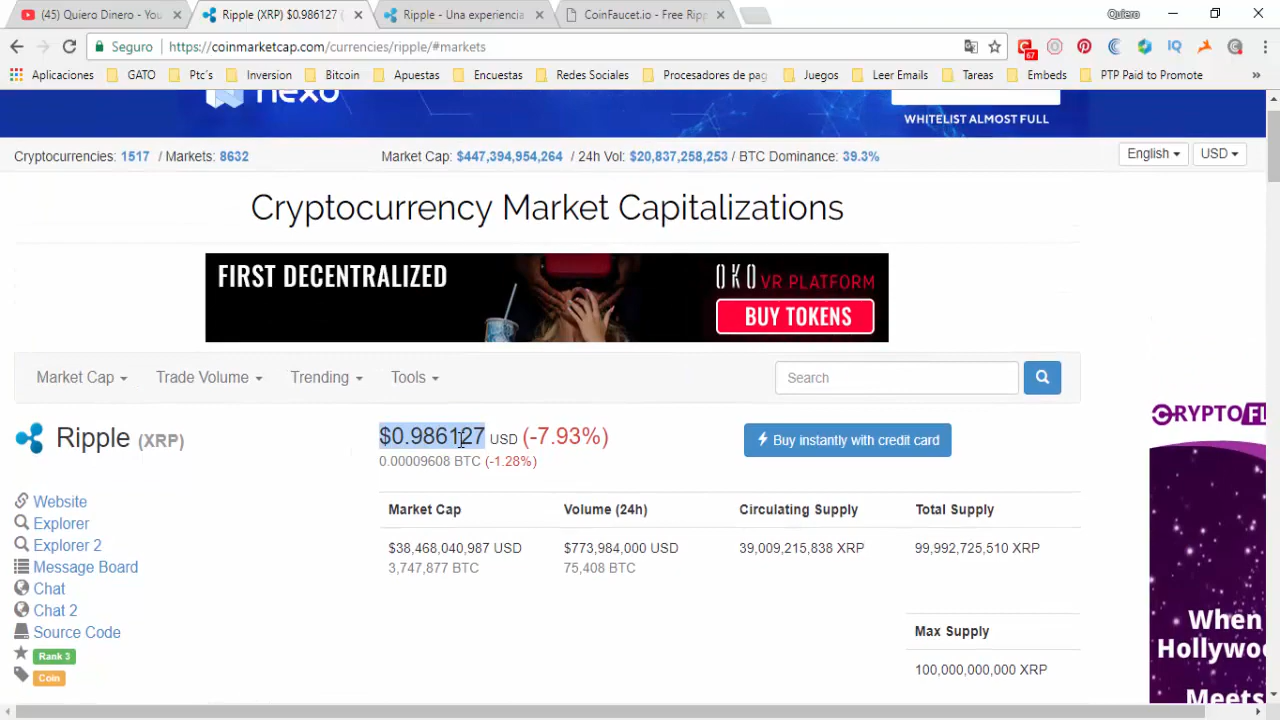 (45) Quiero Dinero - You
Ripple (XRP) $0.986127 (
Ripple - Una experiencia
CoinFaucet.io - Free Ripp
Quiero
Seguro
https://coinmarketcap.com/currencies/ripple/#markets
67
IQ
Aplicaciones
GATO
Ptc's
Inversion
Bitcoin
Apuestas
Encuestas
Redes Sociales
Procesadores de pag
Juegos
Leer Emails
Tareas
Embeds
PTP Paid to Promote
»
nexo
WHITELIST ALMOST FULL
Cryptocurrencies: 1517 / Markets: 8632
Market Cap: $447,394,954,264 / 24h Vol: $20,837,258,253 / BTC Dominance: 39.3%
English
USD
Cryptocurrency Market Capitalizations
FIRST DECENTRALIZED
OKO VR PLATFORM
BUY TOKENS
Market Cap
Trade Volume
Trending
Tools
Search
Ripple (XRP)
$0.986127 USD (-7.93%)
0.00009608 BTC (-1.28%)
Buy instantly with credit card
CRYPTOFL
Website
Explorer
Explorer 2
Message Board
Chat
Chat 2
Source Code
Rank 3
Coin
Market Cap
Volume (24h)
Circulating Supply
Total Supply
$38,468,040,987 USD
$773,984,000 USD
39,009,215,838 XRP
99,992,725,510 XRP
3,747,877 BTC
75,408 BTC
Max Supply
100,000,000,000 XRP
When
Hollywo
Meets